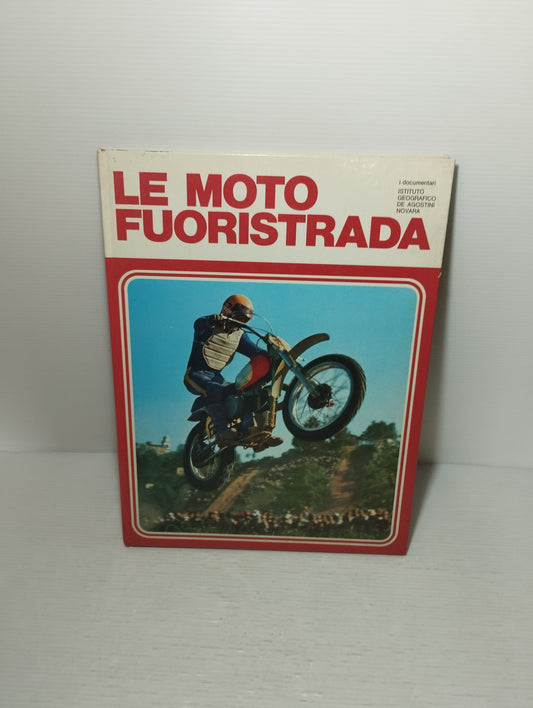 LE MOTO
FUORISTRADA
i documentari
ISTITUTO
GEOGRAFICO
DE AGOSTINI
NOVARA